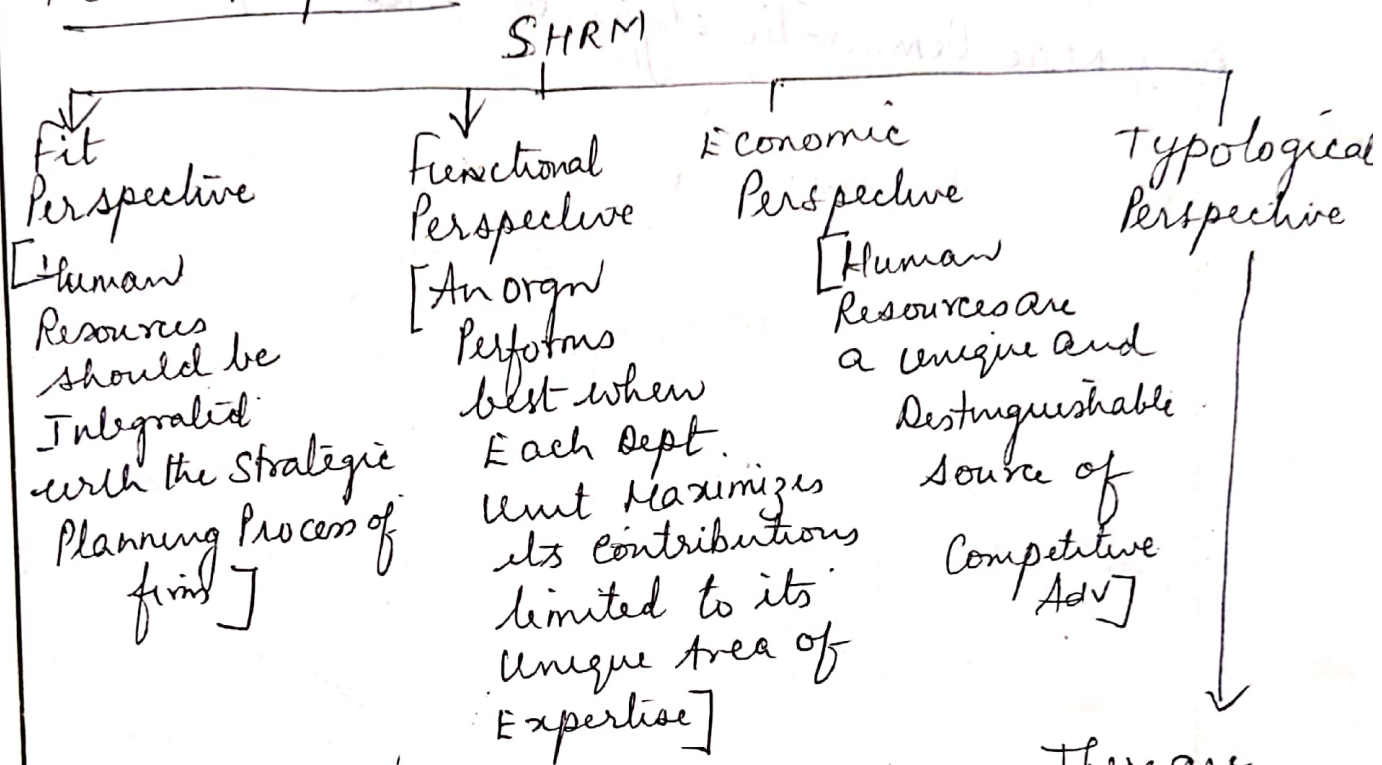 SHRM
Fit
Perspective
[Human
Resources
should be
Integrated
with the Strategic
Planning Process of
firm]
Functional
Perspective
[An orgn
Performs
best when
Each Dept.
Unit Maximizes
its contributions
limited to its
Unique Area of
Expertise]
Economic
Perspective
[Human
Resources are
a unique and
Distinguishable
source of
Competitive
Adv]
Typological
Perspective
There are